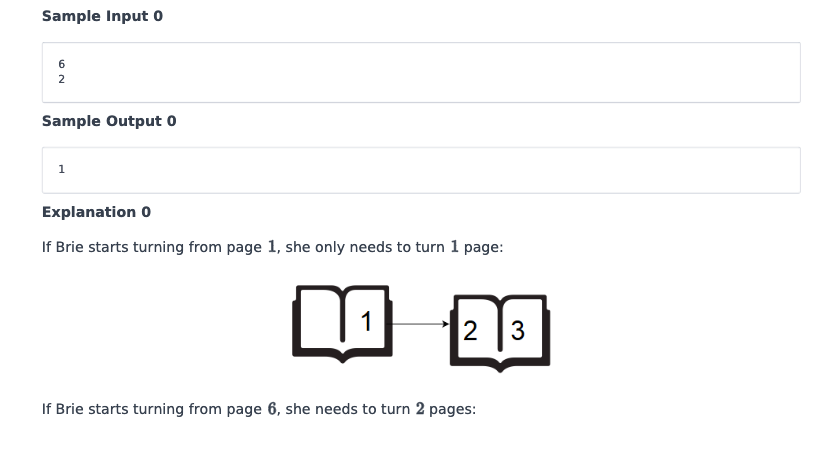 Sample Input 0
6
2
Sample Output 0
1
Explanation 0
If Brie starts turning from page 1, she only needs to turn 1 page:
1 2 3
If Brie starts turning from page 6, she needs to turn 2 pages: